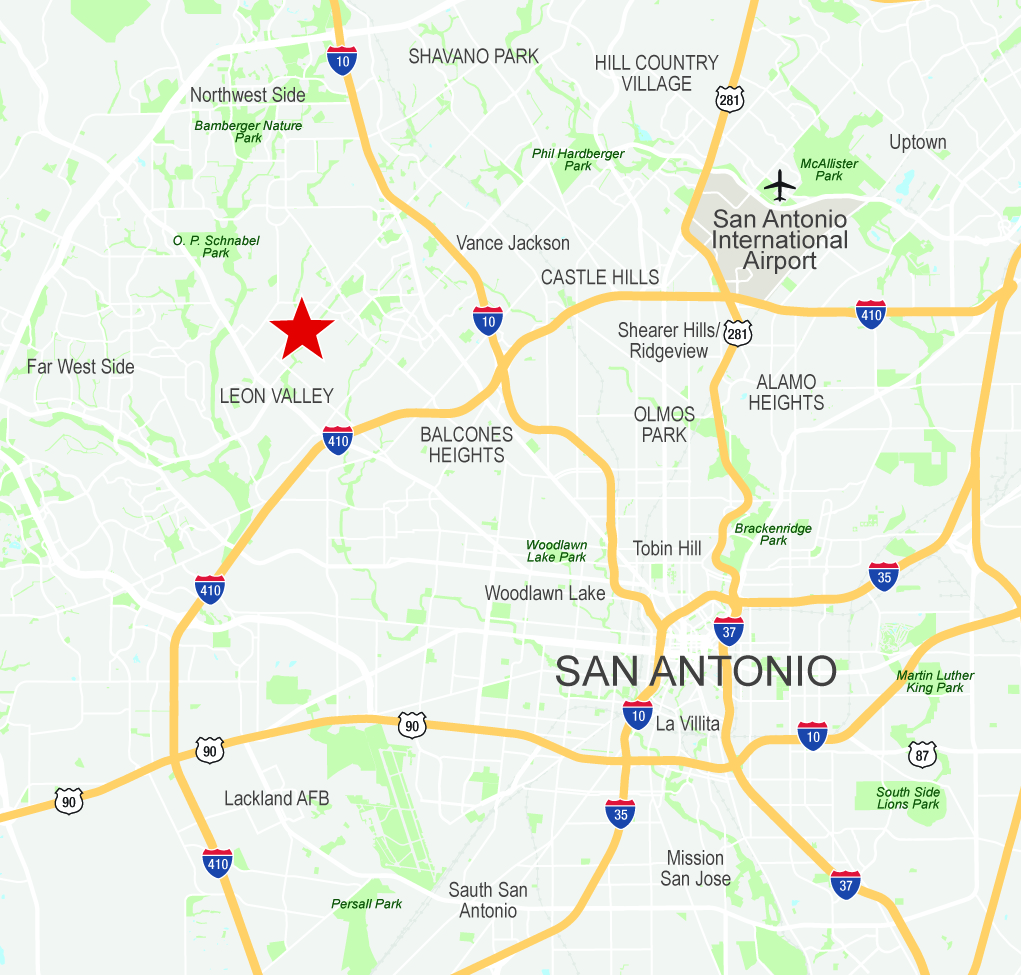 SHAVANO PARK
10
HILL COUNTRY
VILLAGE
Northwest Side
281
Bamberger Nature
Park
Uptown
Phil Hardberger
Park
McAllister
Park
San Antonio
International
Airport
O. P. Schnabel
Park
Vance Jackson
CASTLE HILLS
10
410
Shearer Hills/
Ridgeview
281
Far West Side
LEON VALLEY
ALAMO
HEIGHTS
OLMOS
PARK
410
BALCONES
HEIGHTS
Brackenridge
Park
Woodlawn
Lake Park
Tobin Hill
35
410
Woodlawn Lake
37
SAN ANTONIO
Martin Luther
King Park
10
La Villita
90
90
10
87
90
Lackland AFB
South Side
Lions Park
35
410
Mission
San Jose
37
Sauth San
Antonio
Persall Park